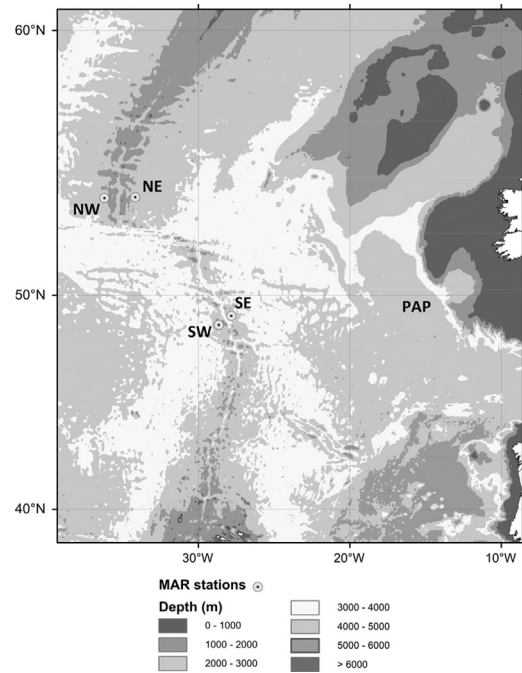 60°N
NE
NW
50°N
SE
PAP
SW
40°N
30°W
20°W
10°W
MAR stations
Depth (m)
0 - 1000
1000 - 2000
2000 - 3000
3000 - 4000
4000 - 5000
5000 - 6000
> 6000